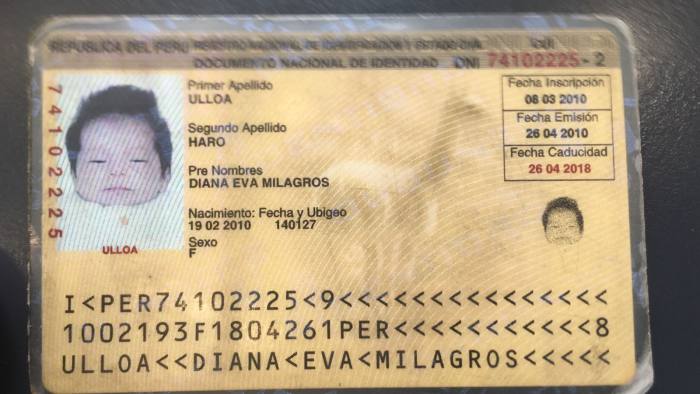 REPUBLICA DEL PERU REGISTRO NACIONAL DE IDENTIFICACION Y ESTADO CIVIL
DOCUMENTO NACIONAL DE IDENTIDAD DNI 74102225 - 2
74102225
Primer Apellido
ULLOA
Segundo Apellido
HARO
Pre Nombres
DIANA EVA MILAGROS
Nacimiento: Fecha y Ubigeo
19 02 2010 140127
Sexo
F
ULLOA
Fecha Inscripción
08 03 2010
Fecha Emisión
26 04 2010
Fecha Caducidad
26 04 2018
I<PER74102225<9<<<<<<<<<<<<<<<
1002193F1804261PER<<<<<<<<<<<8
ULLOA<<DIANA<EVA<MILAGROS<<<<<